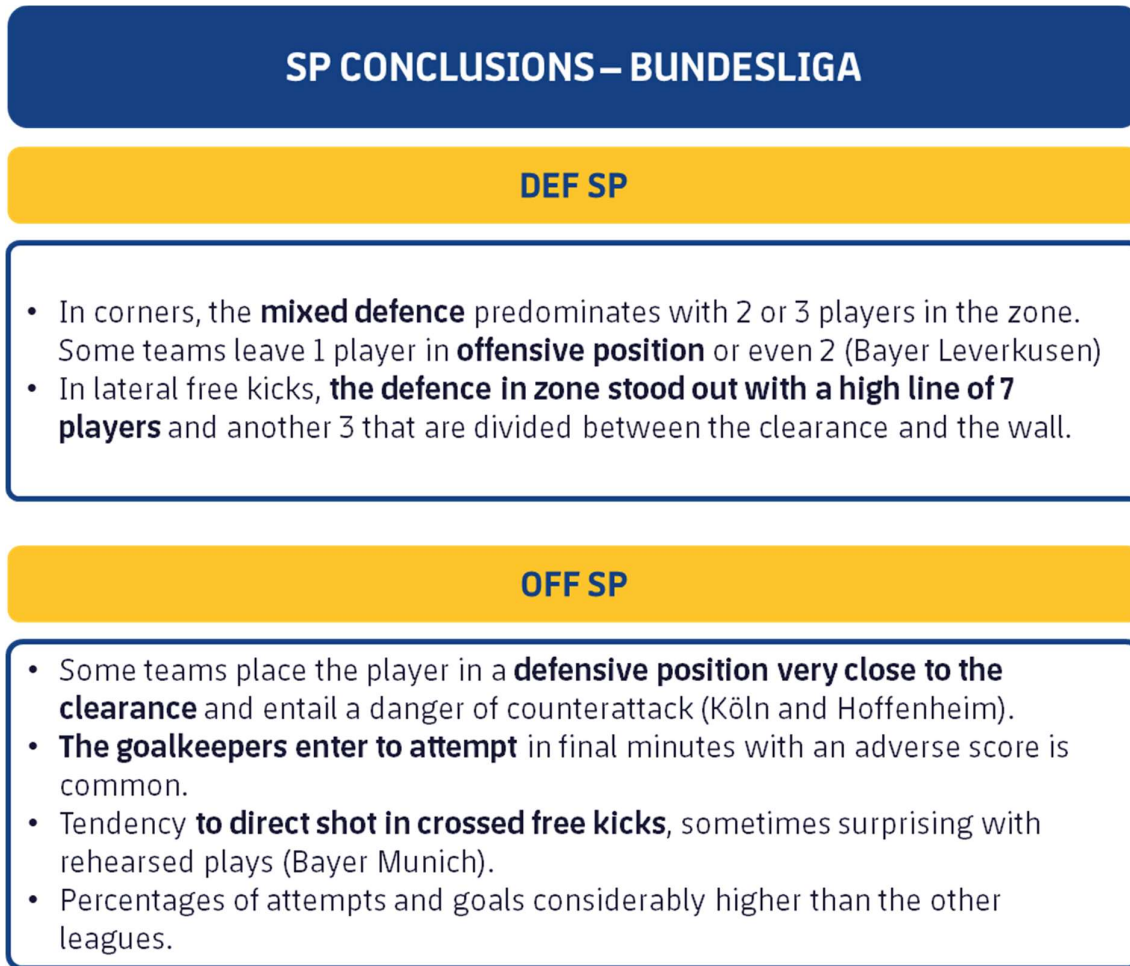 SP CONCLUSIONS – BUNDESLIGA
DEF SP
• In corners, the mixed defence predominates with 2 or 3 players in the zone.
Some teams leave 1 player in offensive position or even 2 (Bayer Leverkusen)
• In lateral free kicks, the defence in zone stood out with a high line of 7
players and another 3 that are divided between the clearance and the wall.
OFF SP
• Some teams place the player in a defensive position very close to the
clearance and entail a danger of counterattack (Köln and Hoffenheim).
• The goalkeepers enter to attempt in final minutes with an adverse score is
common.
• Tendency to direct shot in crossed free kicks, sometimes surprising with
rehearsed plays (Bayer Munich).
• Percentages of attempts and goals considerably higher than the other
leagues.